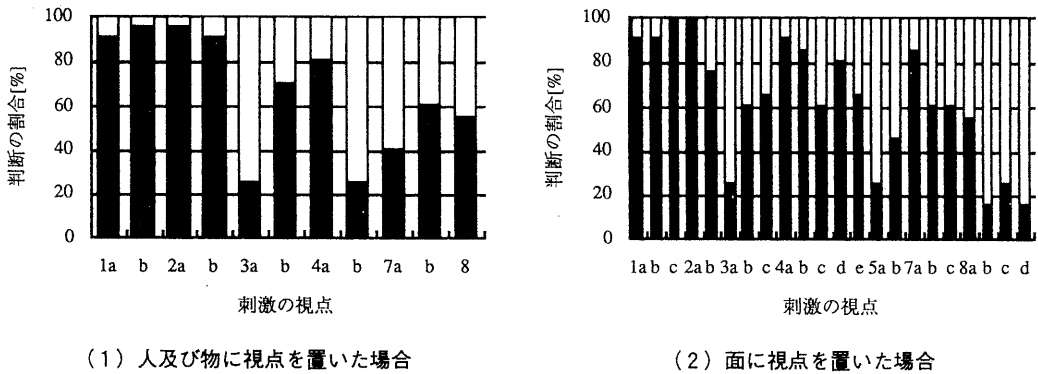 判断の割合[%]
100
80
60
40
20
0
1a b 2a b 3a b 4a b 7a b 8
刺激の視点
(1)人及び物に視点を置いた場合
判断の割合[%]
100
80
60
40
20
0
1a b c 2a b 3a b c 4a b c d e 5a b 7a b c 8a b c d
刺激の視点
(2)面に視点を置いた場合